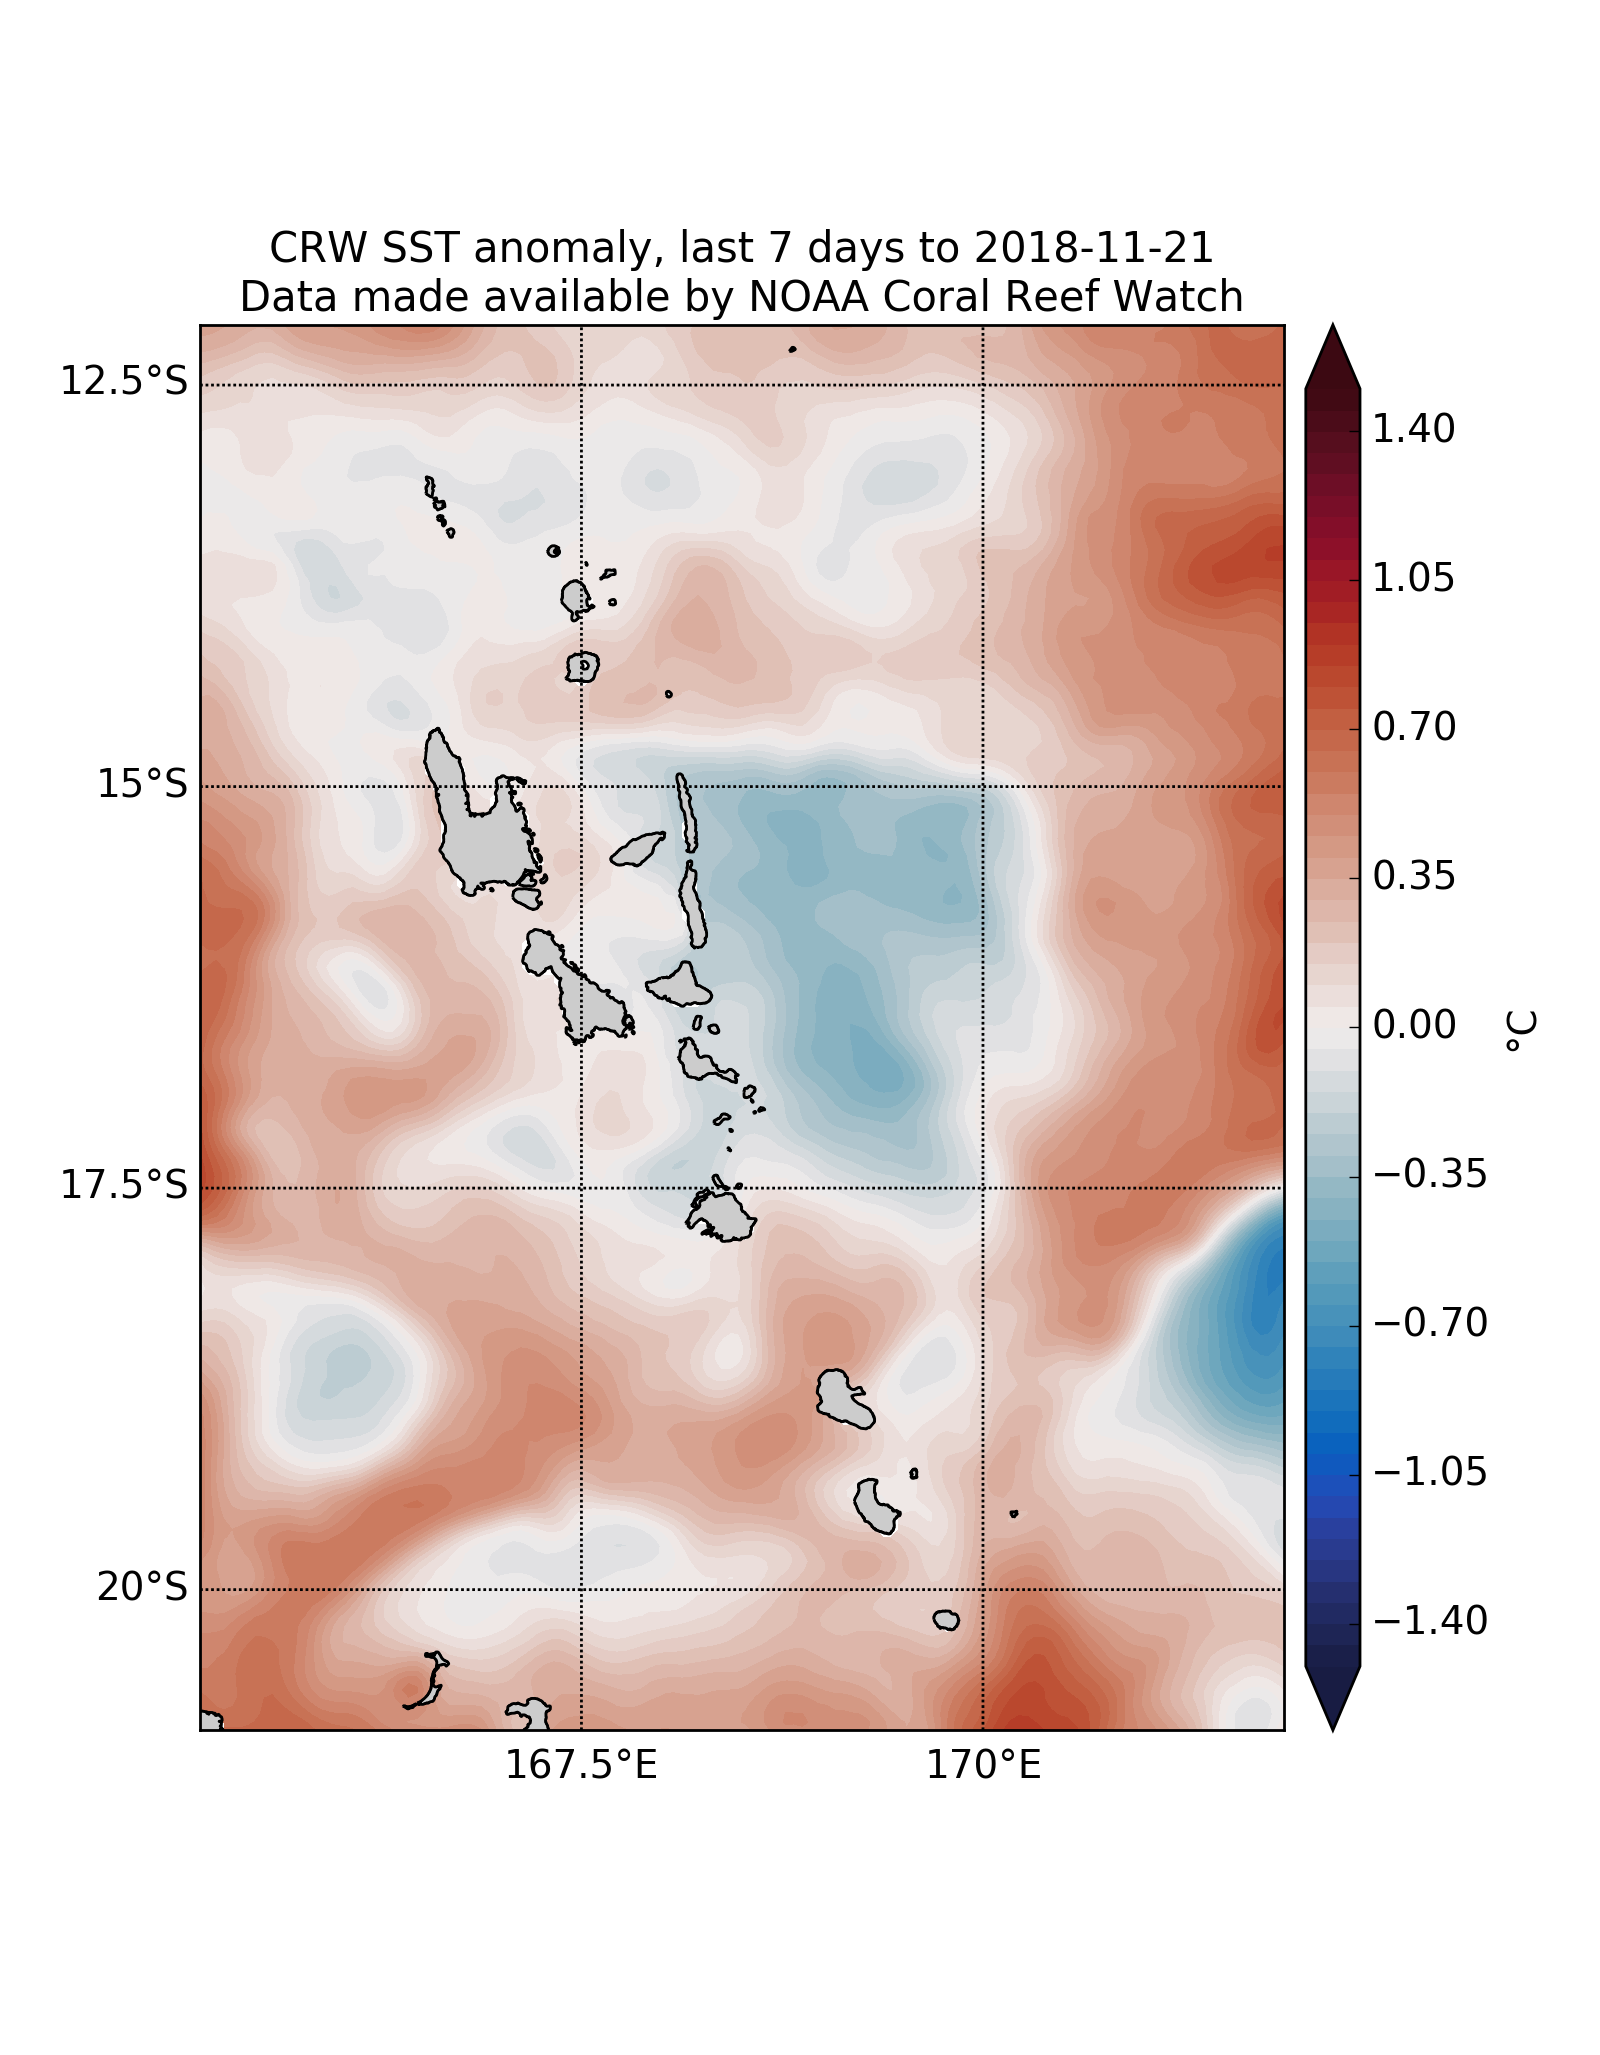 CRW SST anomaly, last 7 days to 2018-11-21
Data made available by NOAA Coral Reef Watch
12.5°S
15°S
17.5°S
20°S
167.5°E
170°E
1.40
1.05
0.70
0.35
0.00
−0.35
−0.70
−1.05
−1.40
°C